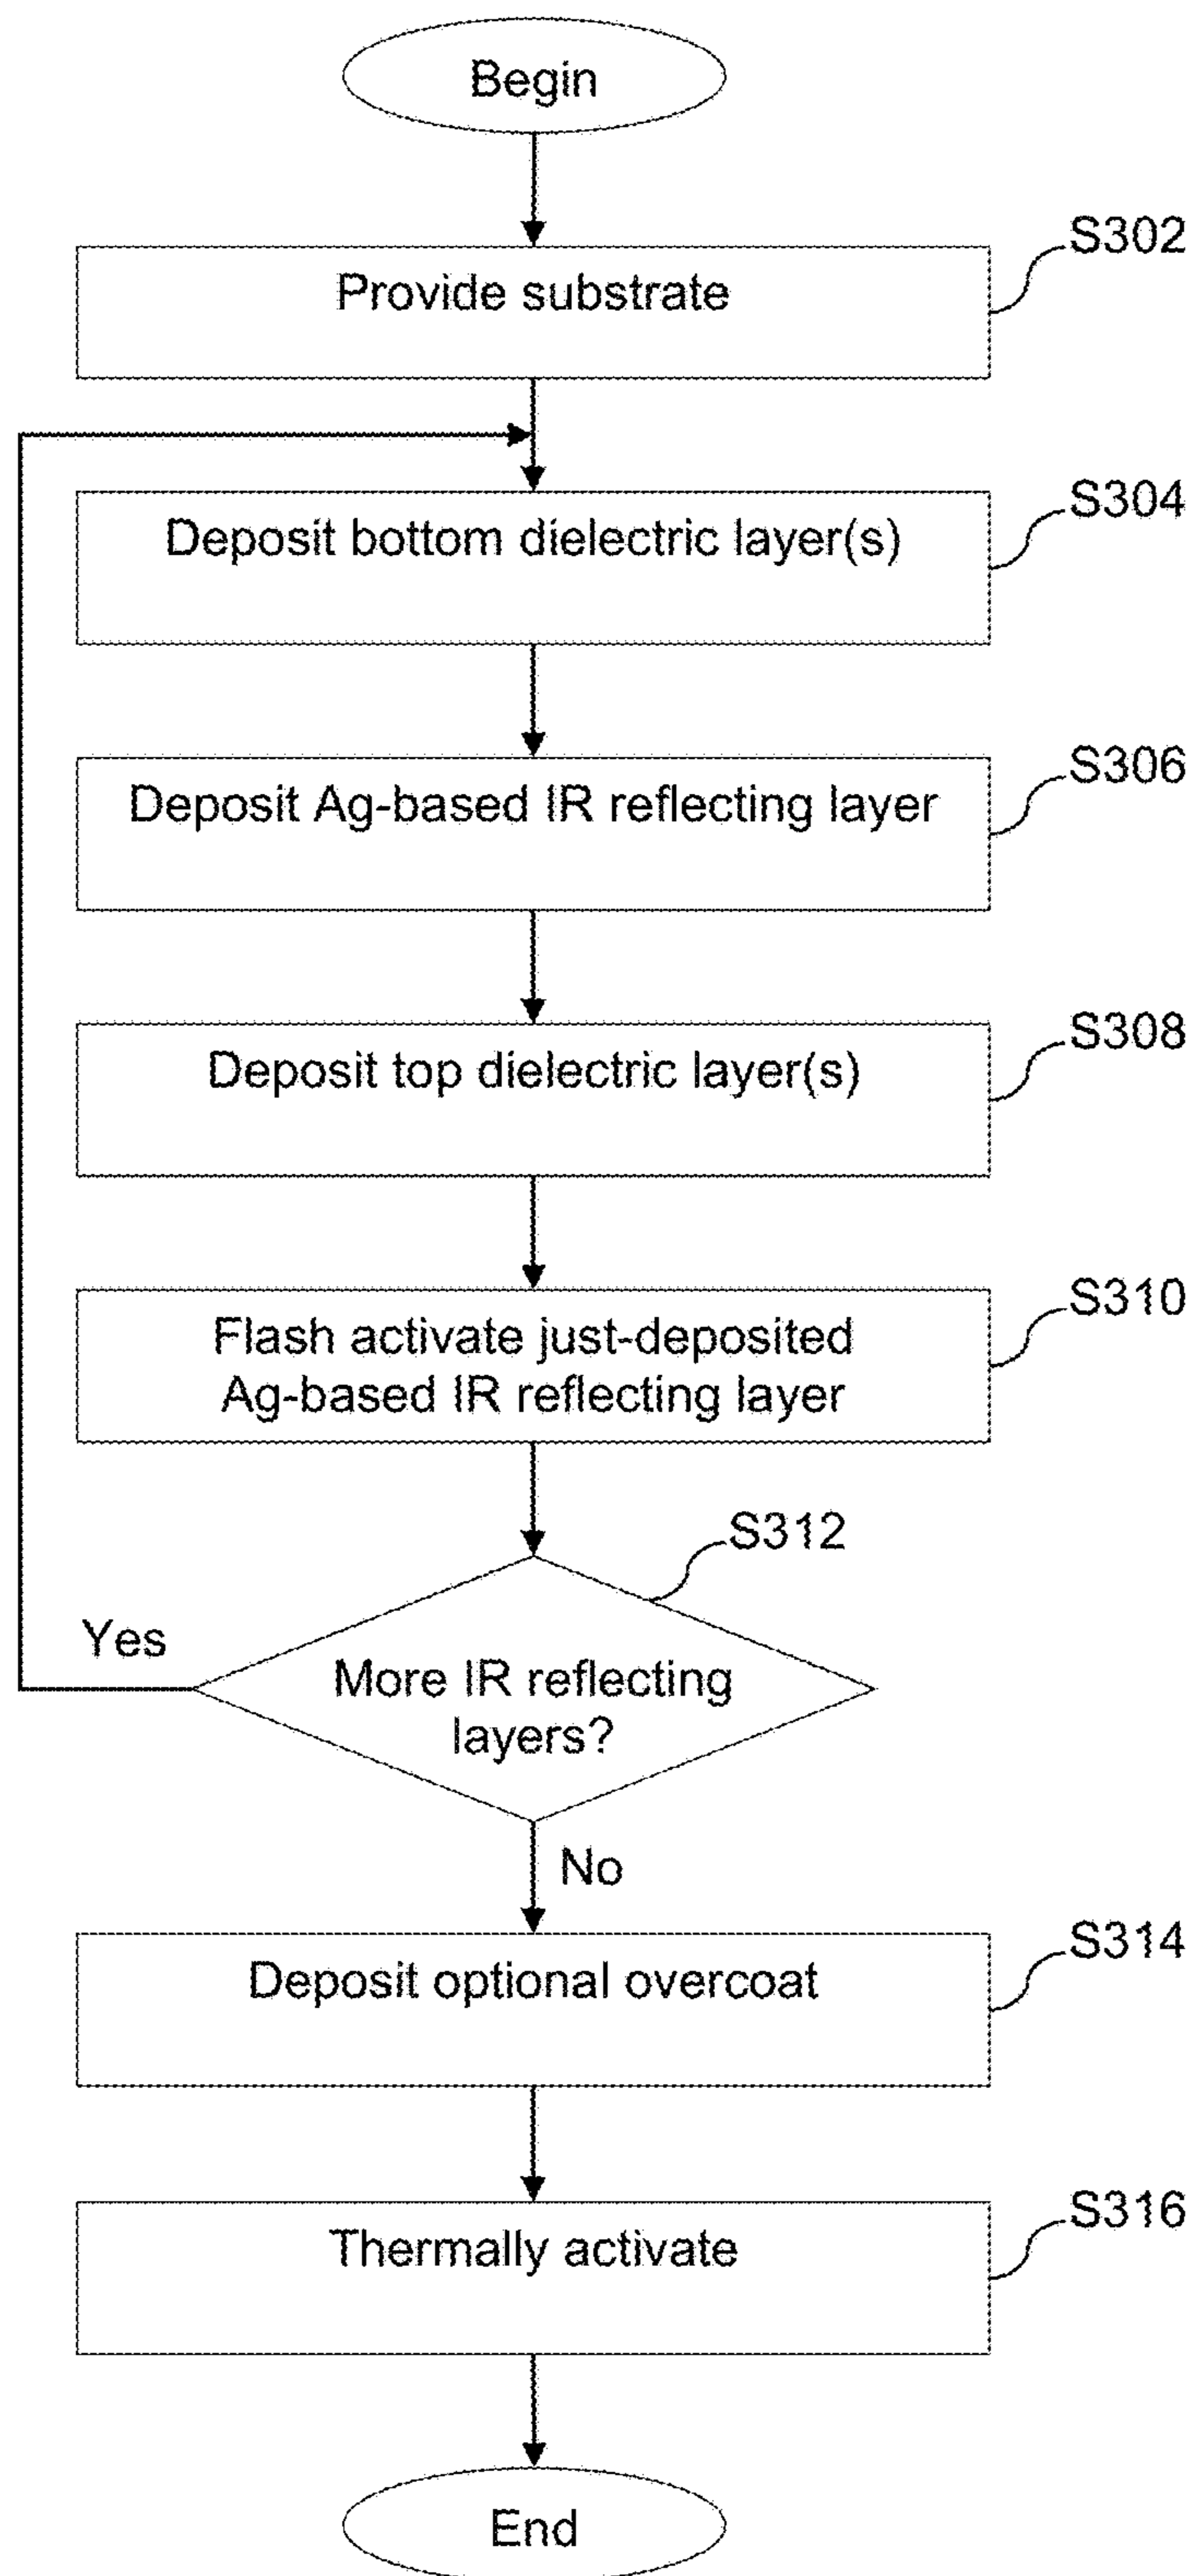 Begin
S302
Provide substrate
S304
Deposit bottom dielectric layer(s)
S306
Deposit Ag-based IR reflecting layer
S308
Deposit top dielectric layer(s)
S310
Flash activate just-deposited
Ag-based IR reflecting layer
S312
Yes
More IR reflecting
layers?
No
S314
Deposit optional overcoat
S316
Thermally activate
End